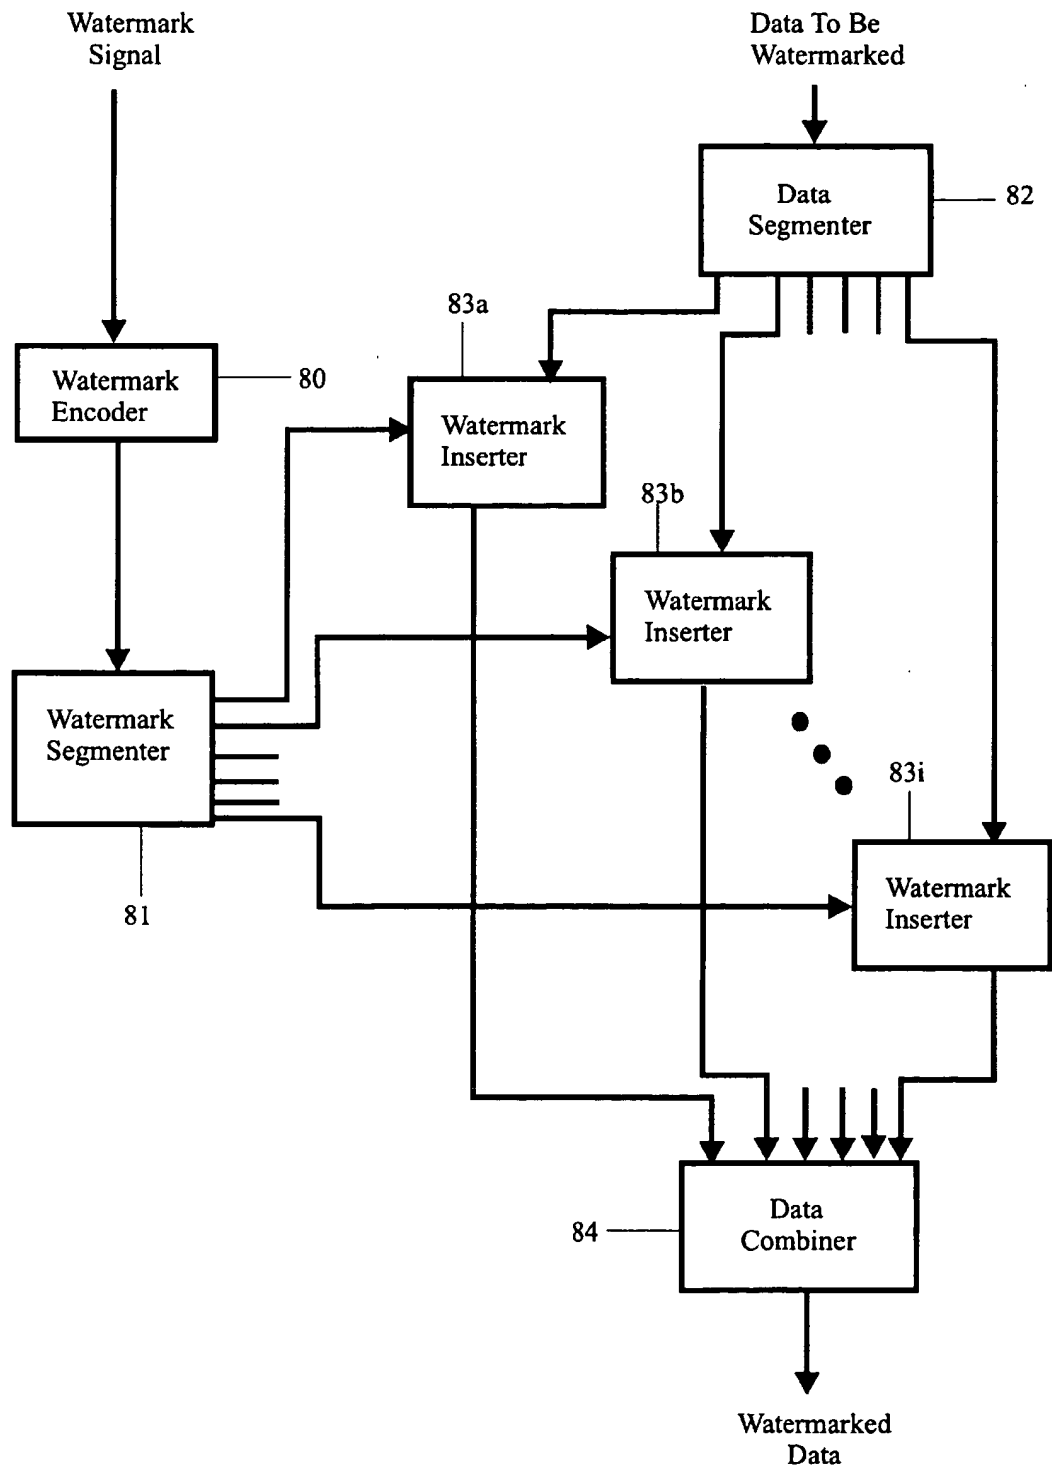 Watermark
Signal
Data To Be
Watermarked
Data
Segmenter
82
83a
Watermark
Encoder
80
Watermark
Inserter
83b
Watermark
Inserter
Watermark
Segmenter
81
83i
Watermark
Inserter
84
Data
Combiner
Watermarked
Data